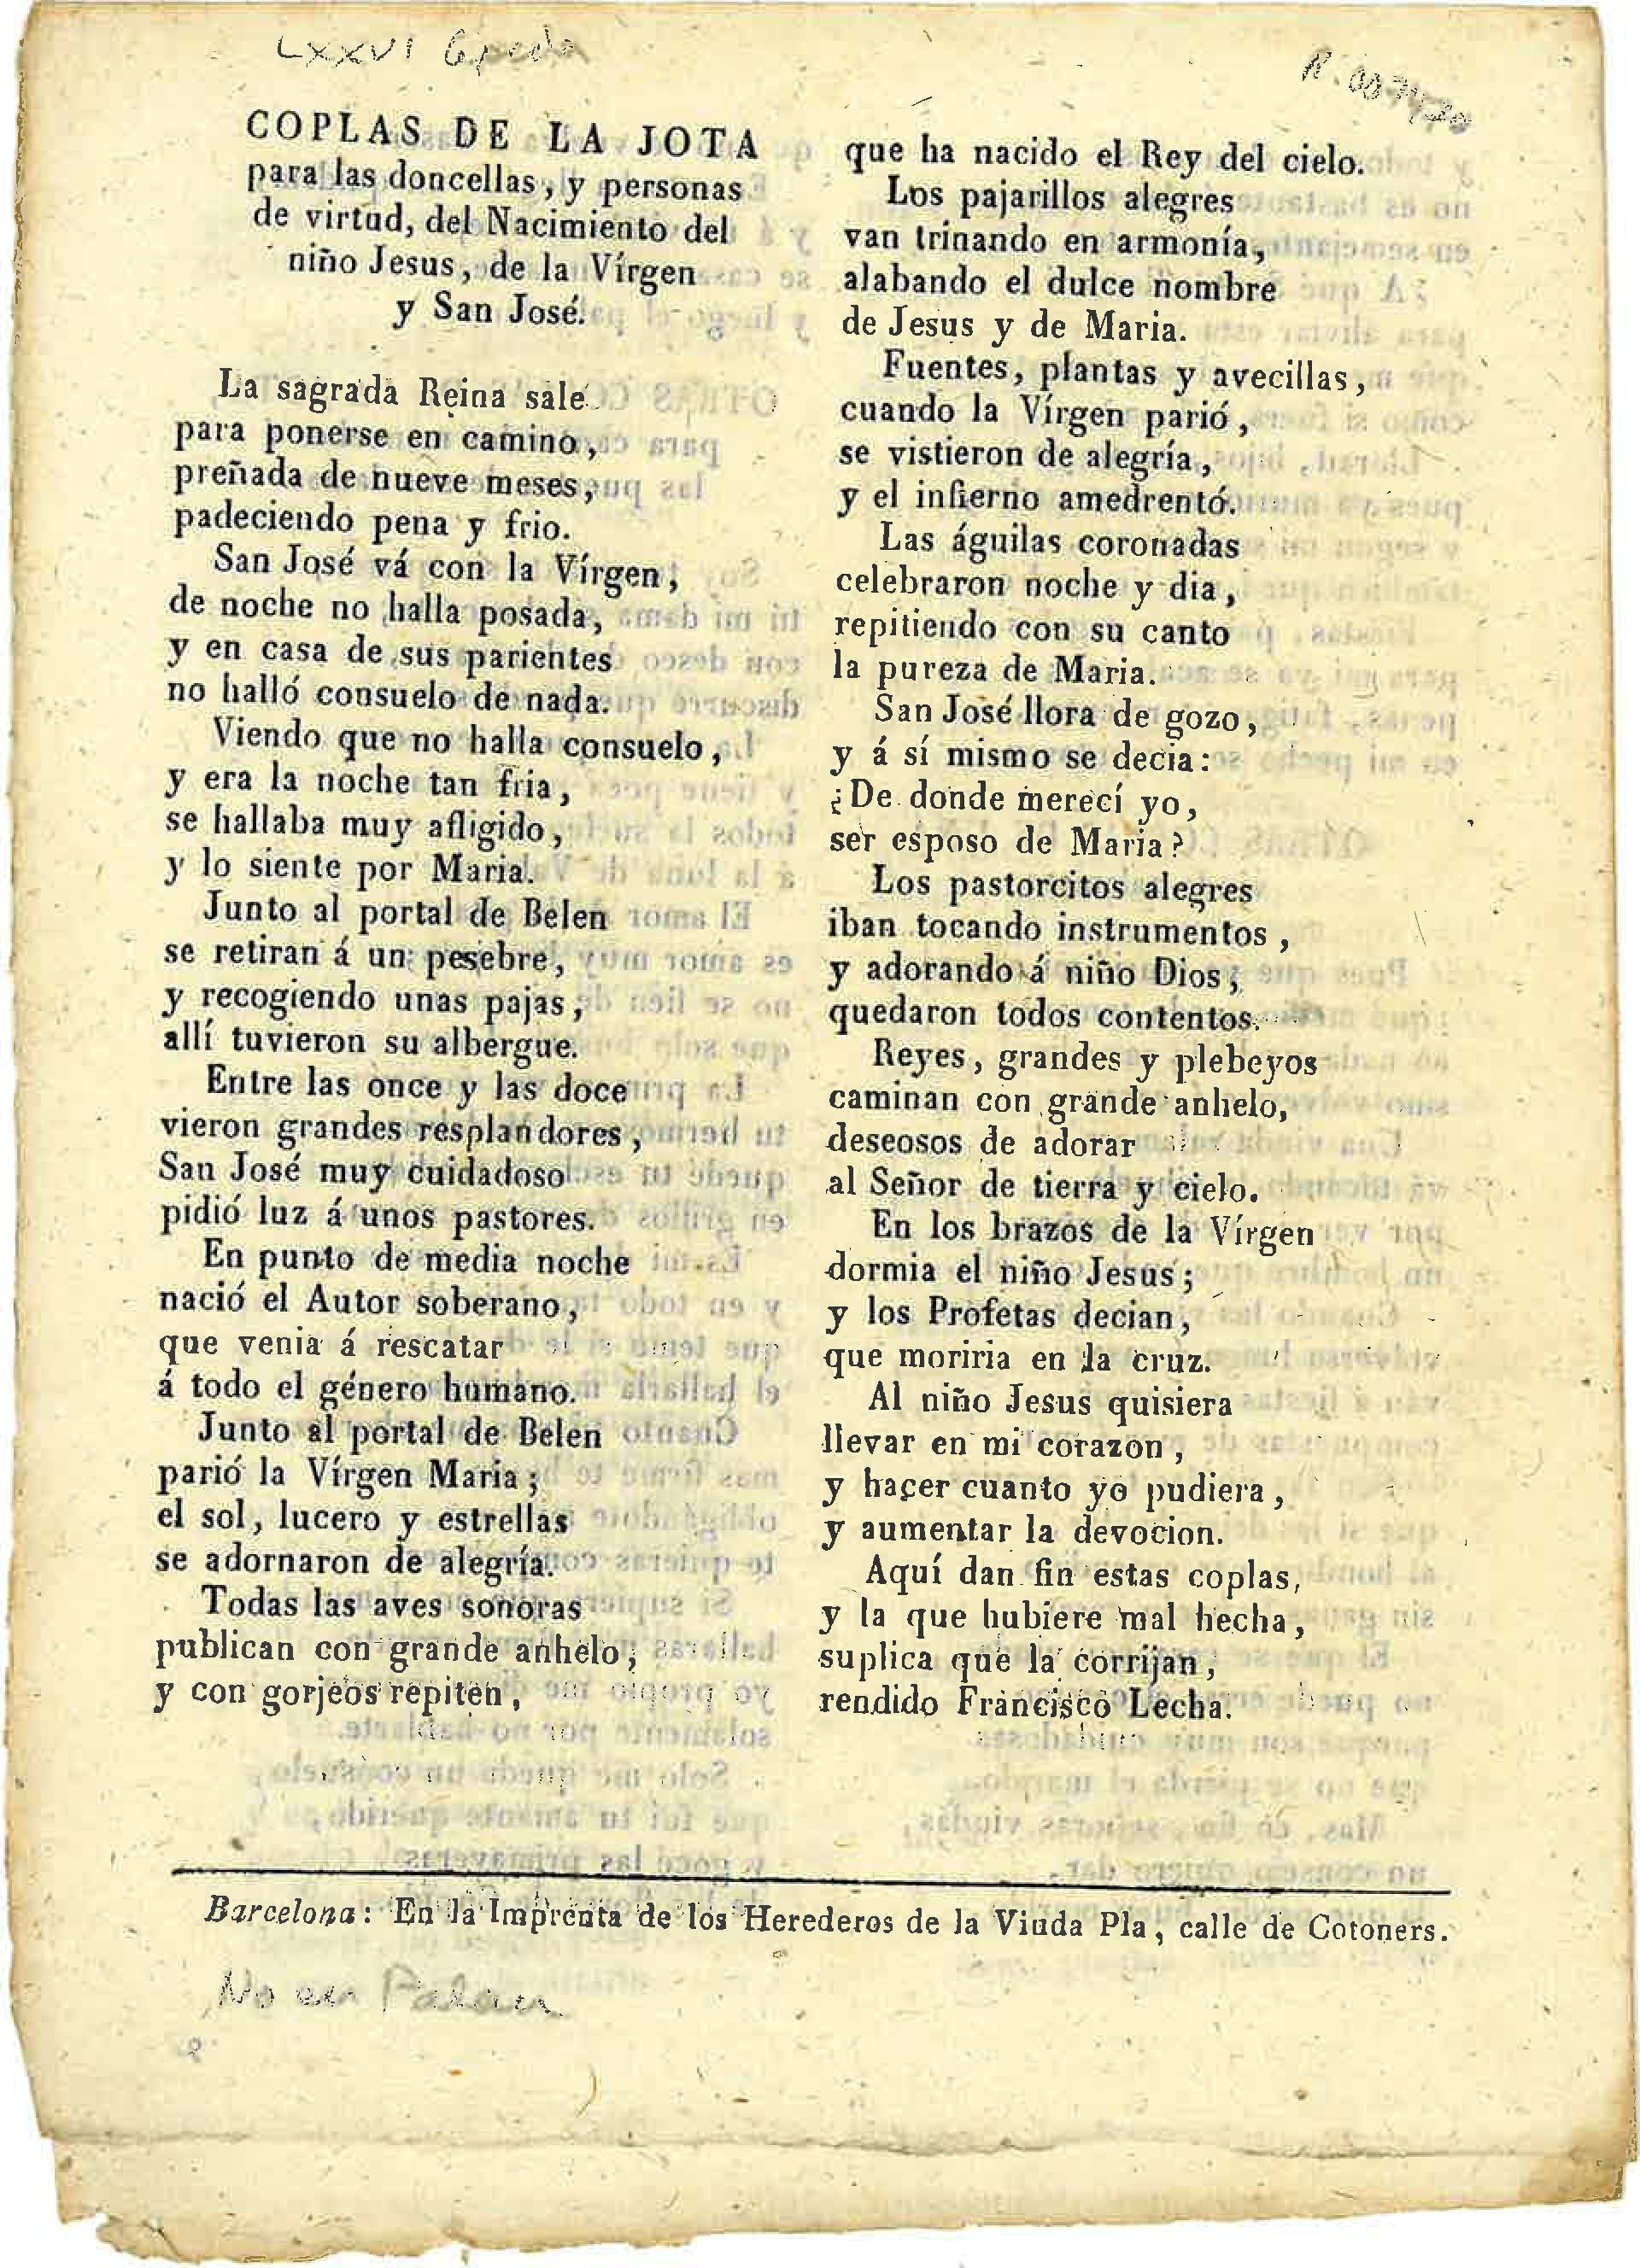 LXXVI
COPLAS DE LA JOTA
para las doncellas, y personas
de virtud, del Nacimiento del
niño Jesus, de la Vírgen
y San José.
La sagrada Reina sale
para ponerse en camino,
preñada de nueve meses,
padeciendo pena y frio.
San José vá con la Vírgen,
de noche no halla posada,
y en casa de sus parientes
no halló consuelo de nada.
Viendo que no halla consuelo,
y era la noche tan fria,
se hallaba muy afligido,
y lo siente por Maria.
Junto al portal de Belen
se retiran á un pesebre,
y recogiendo unas pajas,
allí tuvieron su albergue.
Entre las once y las doce
vieron grandes resplandores,
San José muy cuidadoso
pidió luz á unos pastores.
En punto de media noche
nació el Autor soberano,
que venia á rescatar
á todo el género humano.
Junto al portal de Belen
parió la Vírgen Maria;
el sol, lucero y estrellas
se adornaron de alegría.
Todas las aves sonoras
publican con grande anhelo,
y con gorjeos repiten,
que ha nacido el Rey del cielo.
Los pajarillos alegres
van trinando en armonía,
alabando el dulce nombre
de Jesus y de Maria.
Fuentes, plantas y avecillas,
cuando la Vírgen parió,
se vistieron de alegría,
y el infierno amedrentó.
Las águilas coronadas
celebraron noche y dia,
repitiendo con su canto
la pureza de Maria.
San José llora de gozo,
y á sí mismo se decia:
¿De donde merecí yo,
ser esposo de Maria?
Los pastorcitos alegres
iban tocando instrumentos,
y adorando á niño Dios,
quedaron todos contentos.
Reyes, grandes y plebeyos
caminan con grande anhelo,
deseosos de adorar
al Señor de tierra y cielo.
En los brazos de la Vírgen
dormia el niño Jesus;
y los Profetas decian,
que moriria en la cruz.
Al niño Jesus quisiera
llevar en mi corazon,
y haçer cuanto yo pudiera,
y aumentar la devocion.
Aquí dan fin estas coplas,
y la que hubiere mal hecha,
suplica que la corrijan,
rendido Francisco Lecha.
Barcelona: En la Imprenta de los Herederos de la Viuda Pla, calle de Cotoners.
No en Palau